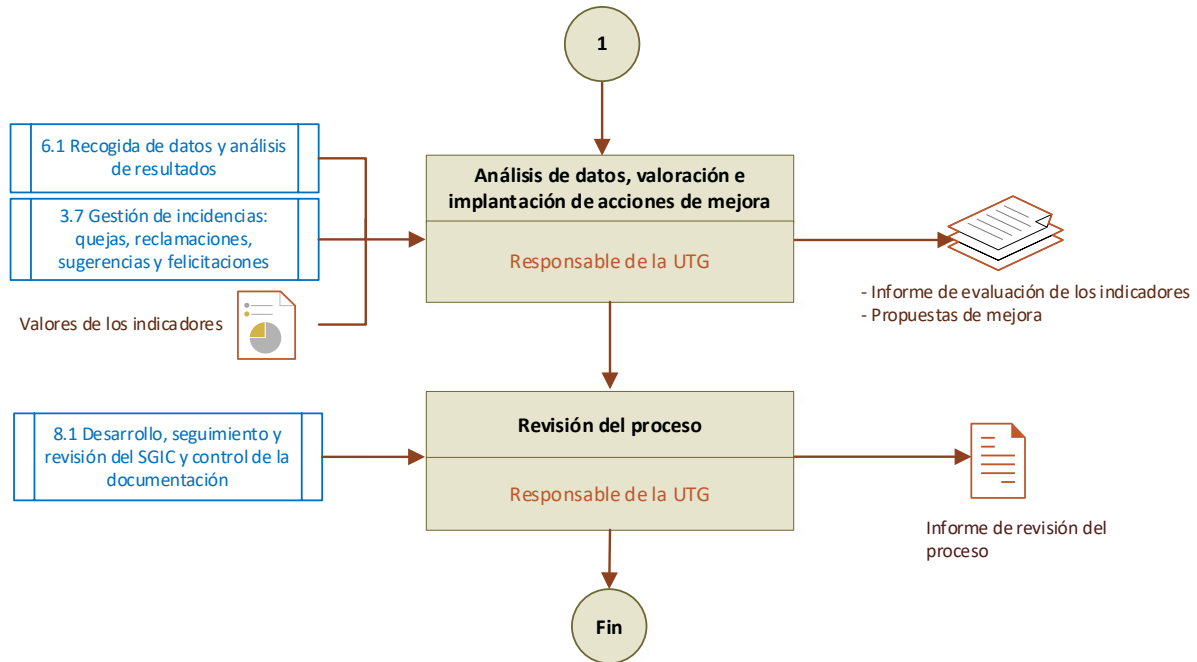 1
6.1 Recogida de datos y análisis
de resultados
3.7 Gestión de incidencias:
quejas, reclamaciones,
sugerencias y felicitaciones
Valores de los indicadores
Análisis de datos, valoración e
implantación de acciones de mejora
Responsable de la UTG
- Informe de evaluación de los indicadores
- Propuestas de mejora
8.1 Desarrollo, seguimiento y
revisión del SGIC y control de la
documentación
Revisión del proceso
Responsable de la UTG
Informe de revisión del
proceso
Fin